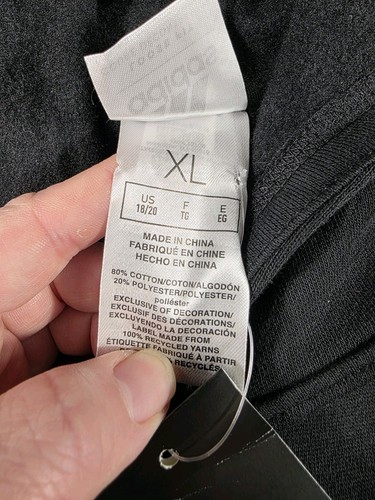 adidas
XL
US F E
18/20 TG EG
MADE IN CHINA
FABRIQUÉ EN CHINE
HECHO EN CHINA
80% COTTON/COTON/ALGODÓN
20% POLYESTER/POLYESTER/
poliéster
EXCLUSIVE OF DECORATION/
EXCLUSIF DES DÉCORATIONS/
EXCLUYENDO LA DECORACIÓN
LABEL MADE FROM
100% RECYCLED YARNS
ÉTIQUETTE FABRIQUÉ À PARTIR
RECYCLÉS